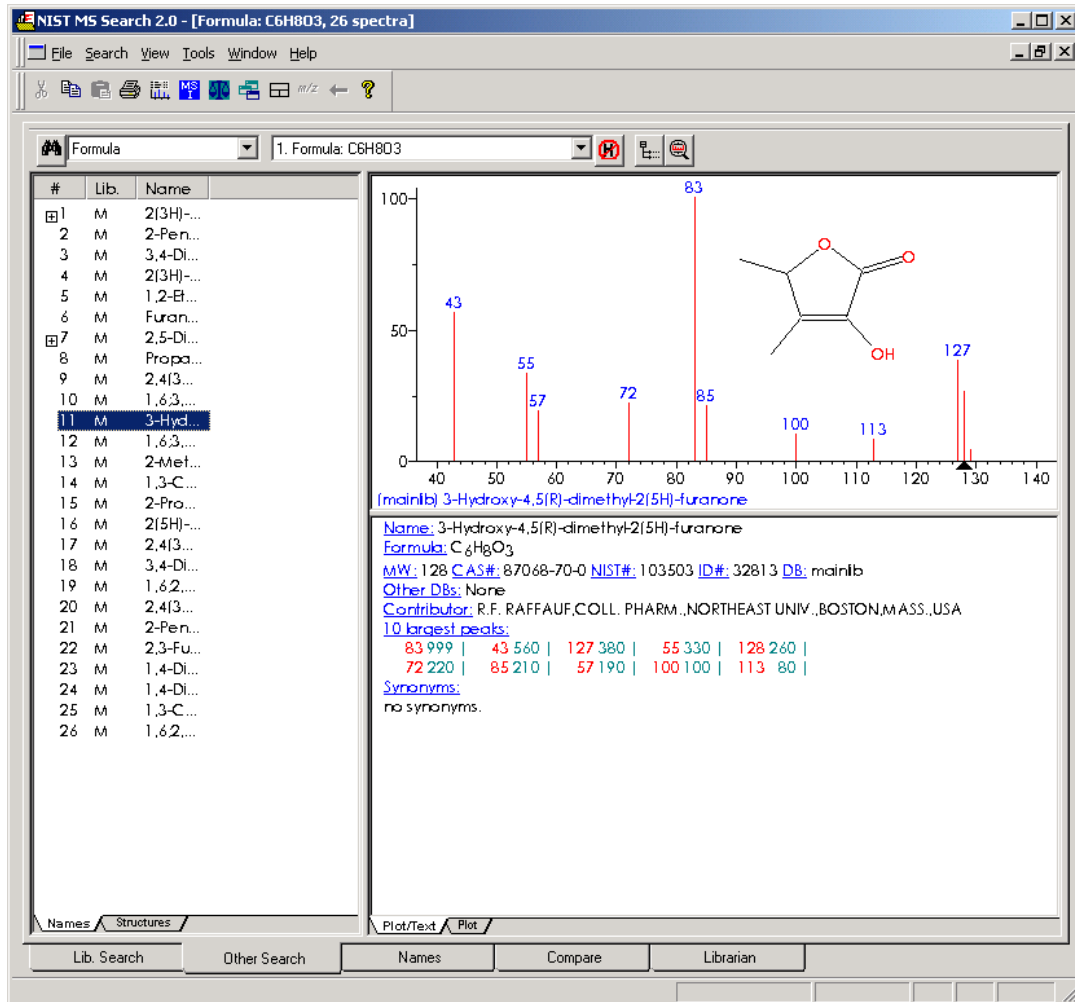 NIST MS Search 2.0 - [Formula: C6H8O3, 26 spectra]
File Search View Tools Window Help
MS I m/z ?
Formula 1. Formula: C6H8O3 H
# Lib. Name
1 M 2(3H)-...
2 M 2-Pen...
3 M 3,4-Di...
4 M 2(3H)-...
5 M 1,2-Et...
6 M Furan...
7 M 2,5-Di...
8 M Propa...
9 M 2,4(3...
10 M 1,6;3,...
11 M 3-Hyd...
12 M 1,6;3,...
13 M 2-Met...
14 M 1,3-C...
15 M 2-Pro...
16 M 2(5H)-...
17 M 2,4(3...
18 M 3,4-Di...
19 M 1,6;2,...
20 M 2,4(3...
21 M 2-Pen...
22 M 2,3-Fu...
23 M 1,4-Di...
24 M 1,4-Di...
25 M 1,3-C...
26 M 1,6;2,...
Names Structures
100
50
0
43
55
57
72
83
85
100
113
127
O
O
OH
40 50 60 70 80 90 100 110 120 130 140
(mainlib) 3-Hydroxy-4,5(R)-dimethyl-2(5H)-furanone
Name: 3-Hydroxy-4,5(R)-dimethyl-2(5H)-furanone
Formula: C6H8O3
MW: 128 CAS#: 87068-70-0 NIST#: 103503 ID#: 32813 DB: mainlib
Other DBs: None
Contributor: R.F. RAFFAUF,COLL. PHARM.,NORTHEAST UNIV.,BOSTON,MASS.,USA
10 largest peaks:
83 999 | 43 560 | 127 380 | 55 330 | 128 260 |
72 220 | 85 210 | 57 190 | 100 100 | 113 80 |
Synonyms:
no synonyms.
Plot/Text Plot
Lib. Search Other Search Names Compare Librarian